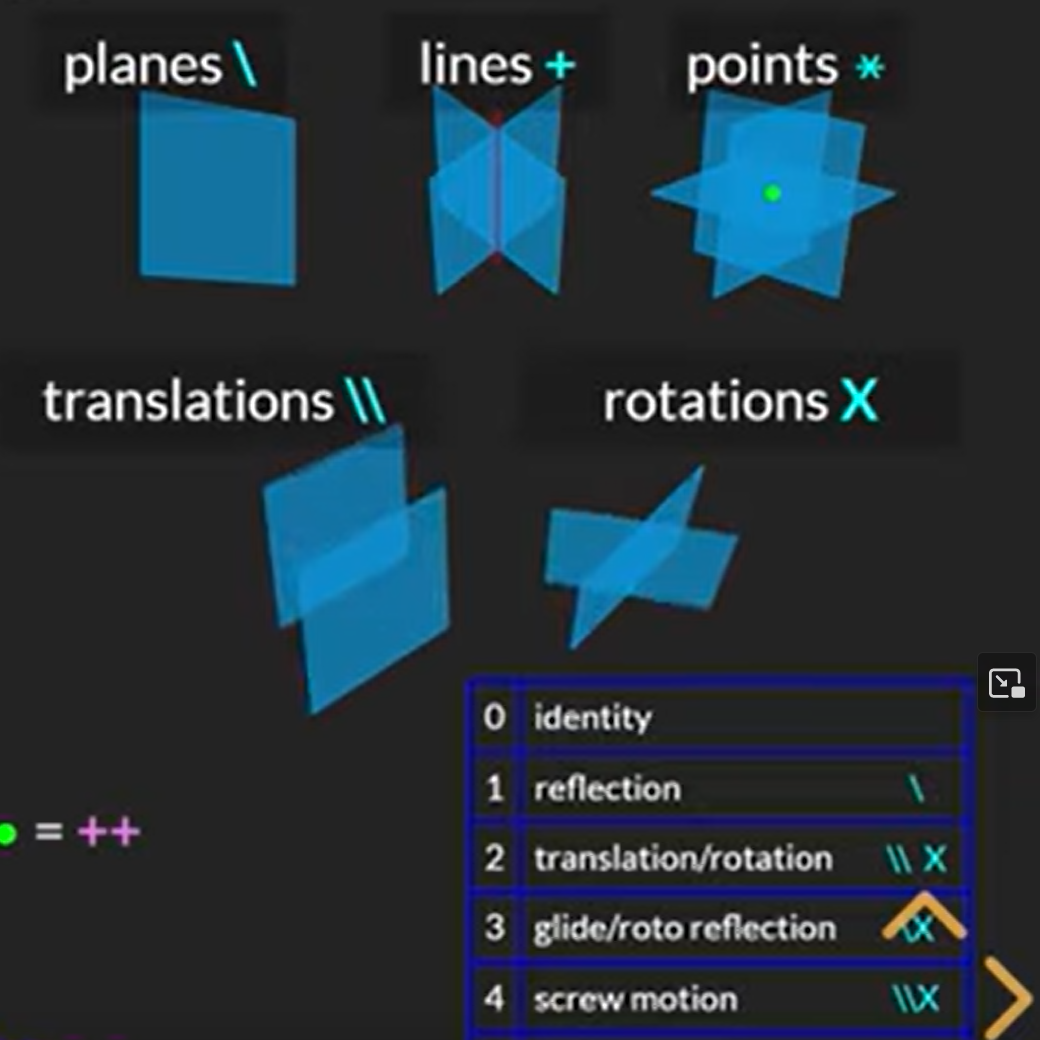 planes \
lines +
points *
translations \\
rotations X
= ++
0 identity
1 reflection \
2 translation/rotation \\ X
3 glide/roto reflection \X
4 screw motion \\X